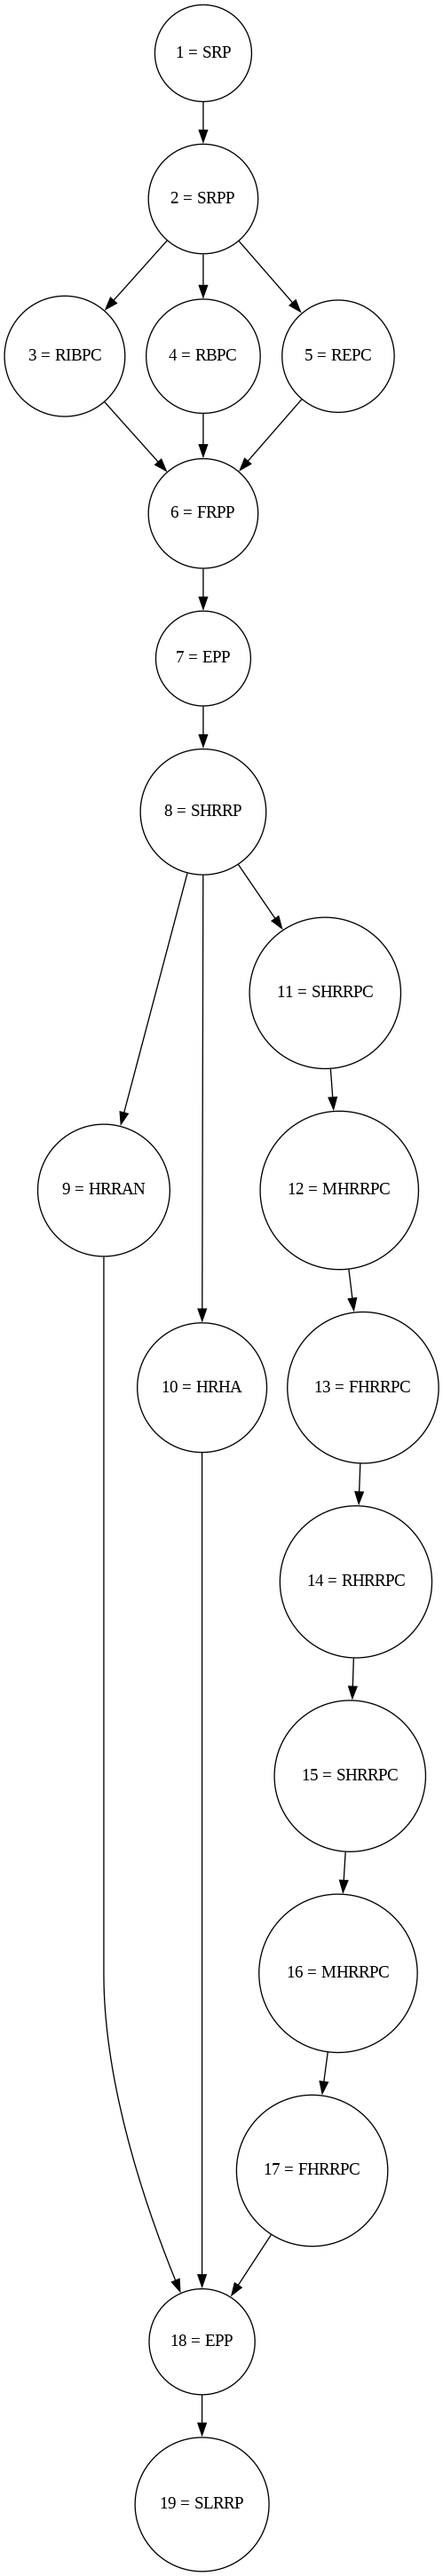 1 = SRP
2 = SRPP
3 = RIBPC
4 = RBPC
5 = REPC
6 = FRPP
7 = EPP
8 = SHRRP
11 = SHRRPC
9 = HRRAN
12 = MHRRPC
10 = HRHA
13 = FHRRPC
14 = RHRRPC
15 = SHRRPC
16 = MHRRPC
17 = FHRRPC
18 = EPP
19 = SLRRP